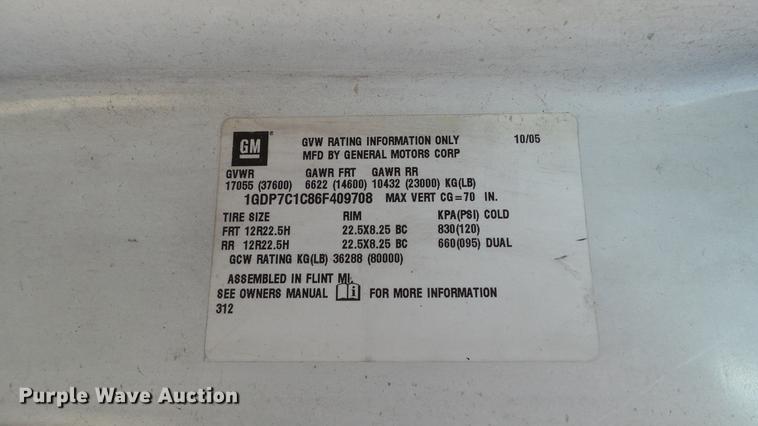 GM ® GVW RATING INFORMATION ONLY 10/05
MFD BY GENERAL MOTORS CORP
GVWR GAWR FRT GAWR RR
17055 (37600) 6622 (14600) 10432 (23000) KG(LB)
1GDP7C1C86F409708 MAX VERT CG=70 IN.
TIRE SIZE RIM KPA(PSI) COLD
FRT 12R22.5H 22.5X8.25 BC 830(120)
RR 12R22.5H 22.5X8.25 BC 660(095) DUAL
GCW RATING KG(LB) 36288 (80000)
ASSEMBLED IN FLINT MI.
SEE OWNERS MANUAL i FOR MORE INFORMATION
312
Purple Wave Auction